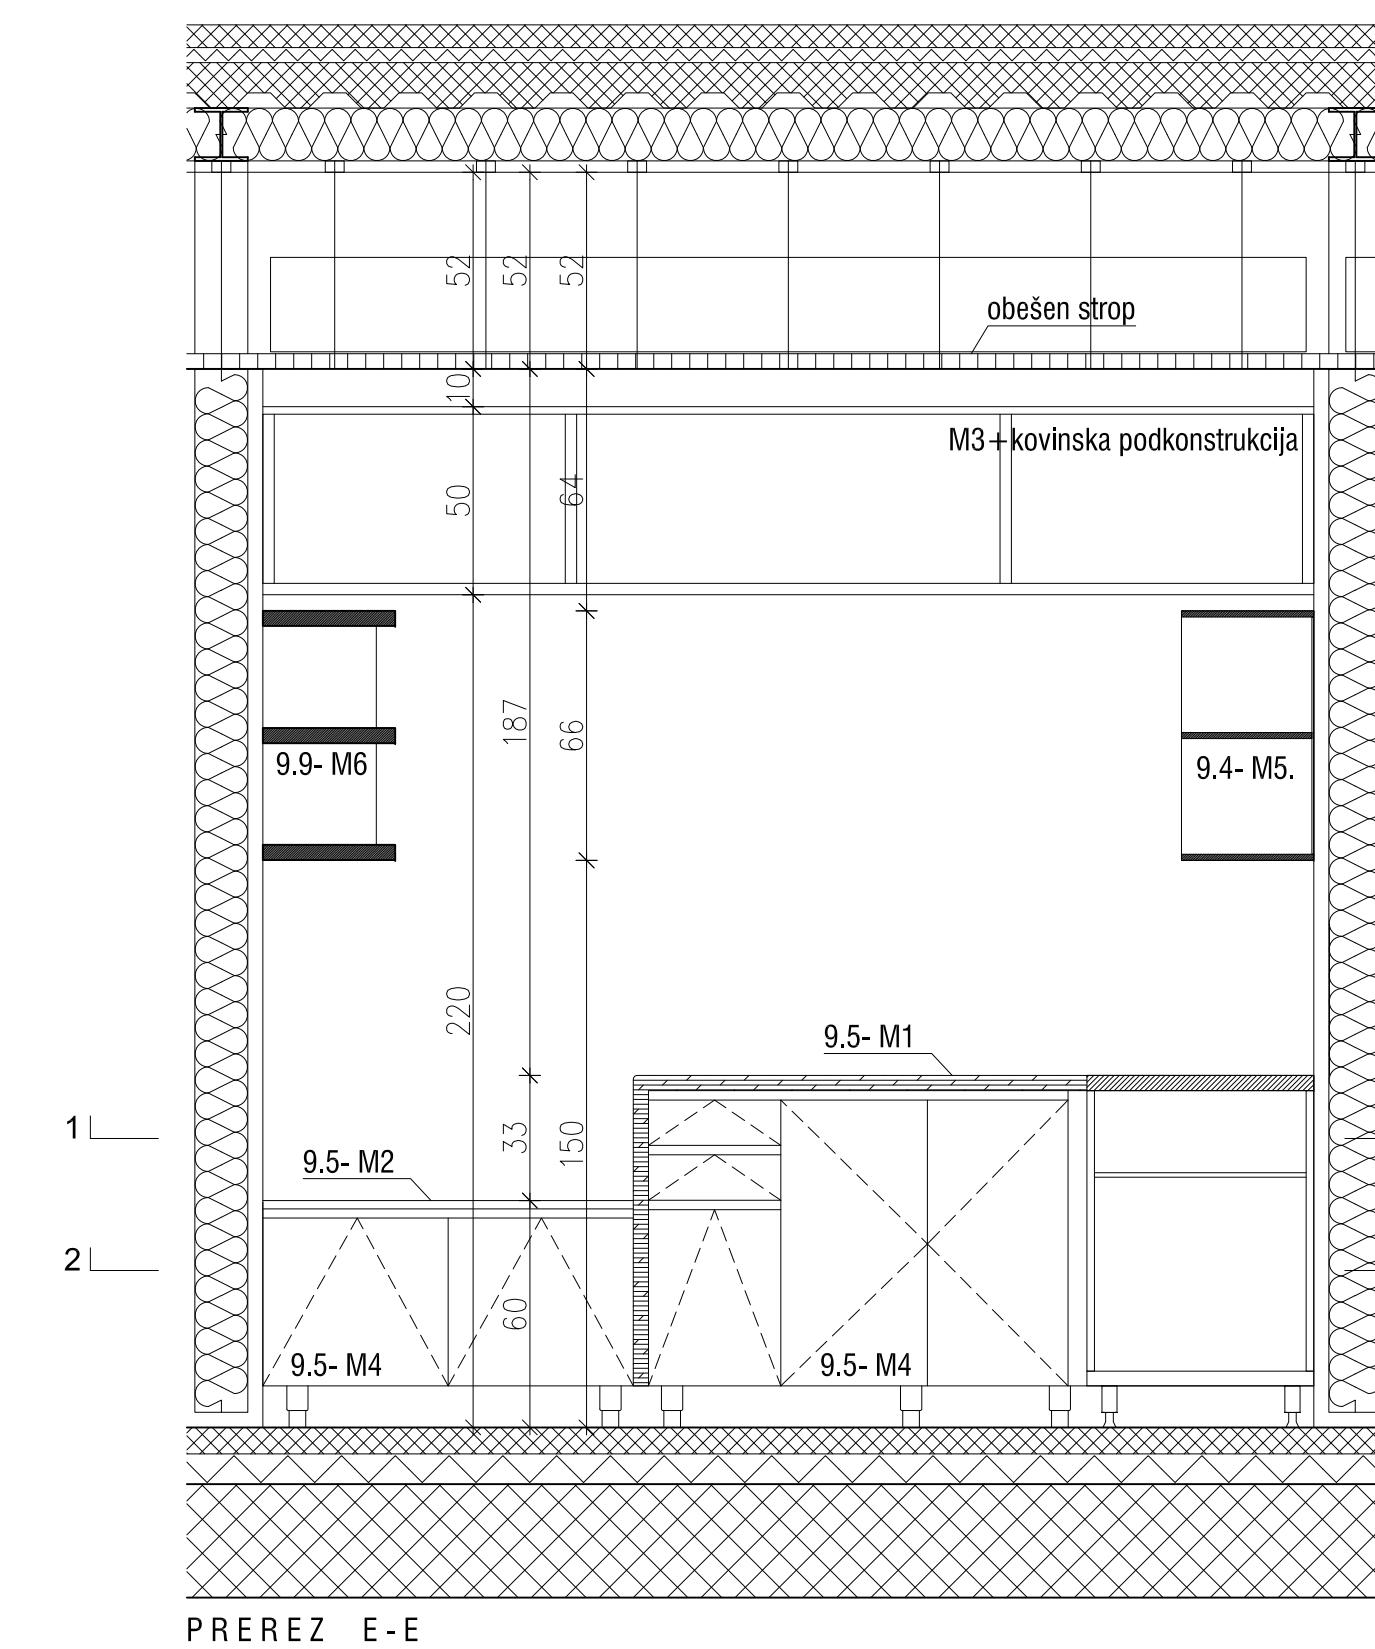 52
52
52
obešen strop
10
M3+kovinska podkonstrukcija
50
64
187
66
9.9- M6
9.4- M5.
220
9.5- M1
1
33
150
9.5- M2
2
60
9.5- M4
9.5- M4
PREREZ E-E